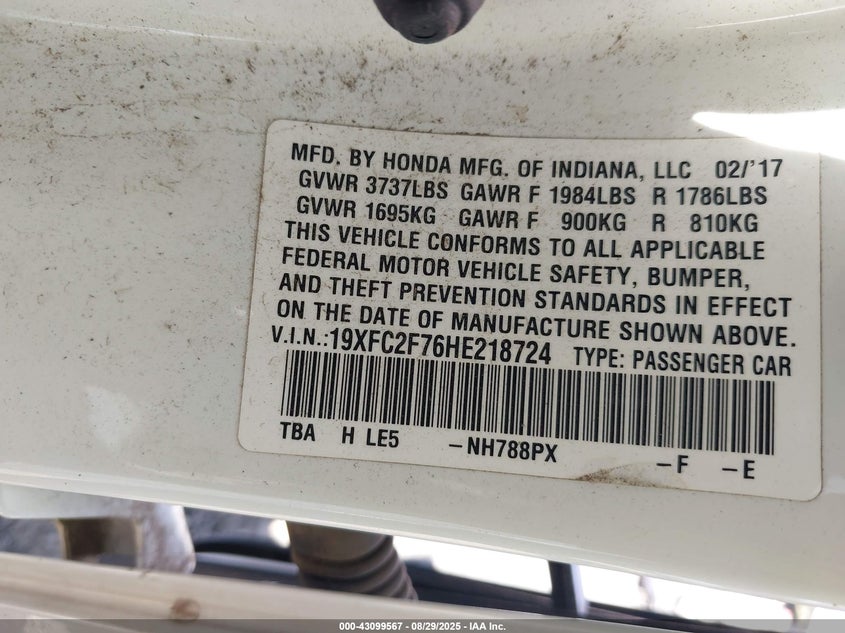 MFD. BY HONDA MFG. OF INDIANA, LLC 02/'17
GVWR 3737LBS GAWR F 1984LBS R 1786LBS
GVWR 1695KG GAWR F 900KG R 810KG
THIS VEHICLE CONFORMS TO ALL APPLICABLE
FEDERAL MOTOR VEHICLE SAFETY, BUMPER,
AND THEFT PREVENTION STANDARDS IN EFFECT
ON THE DATE OF MANUFACTURE SHOWN ABOVE.
V.I.N.:19XFC2F76HE218724 TYPE: PASSENGER CAR
TBA H LE5 -NH788PX -F -E
000-43099567 - 08/29/2025 - IAA Inc.